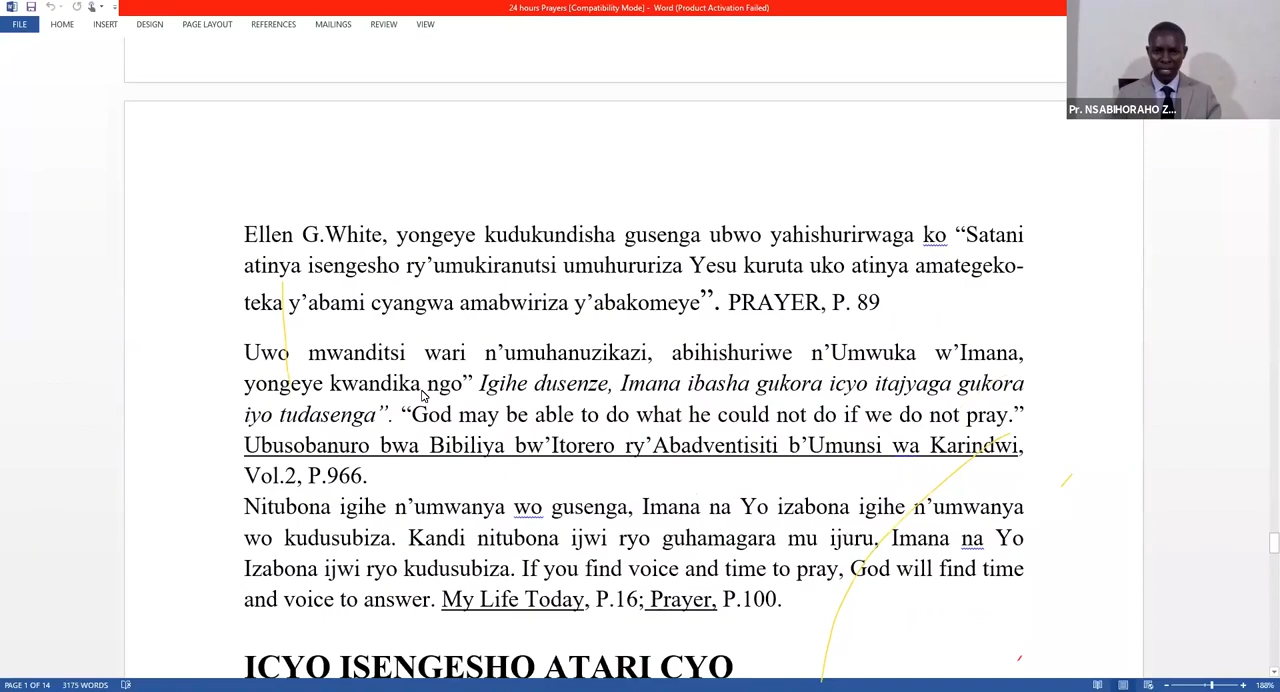 24 hours Prayers [Compatibility Mode] - Word (Product Activation Failed)
FILE HOME INSERT DESIGN PAGE LAYOUT REFERENCES MAILINGS REVIEW VIEW
Pr. NSABIHORAHO Z...
Ellen G.White, yongeye kudukundisha gusenga ubwo yahishurirwaga ko “Satani
atinya isengesho ry’umukiranutsi umuhururiza Yesu kuruta uko atinya amategeko-
teka y’abami cyangwa amabwiriza y’abakomeye”. PRAYER, P. 89
Uwo mwanditsi wari n’umuhanuzikazi, abihishuriwe n’Umwuka w’Imana,
yongeye kwandika ngo” Igihe dusenze, Imana ibasha gukora icyo itajyaga gukora
iyo tudasenga”. “God may be able to do what he could not do if we do not pray.”
Ubusobanuro bwa Bibiliya bw’Itorero ry’Abadventisiti b’Umunsi wa Karindwi,
Vol.2, P.966.
Nitubona igihe n’umwanya wo gusenga, Imana na Yo izabona igihe n’umwanya
wo kudusubiza. Kandi nitubona ijwi ryo guhamagara mu ijuru, Imana na Yo
Izabona ijwi ryo kudusubiza. If you find voice and time to pray, God will find time
and voice to answer. My Life Today, P.16; Prayer, P.100.
ICYO ISENGESHO ATARI CYO
PAGE 1 OF 14 3175 WORDS 188%